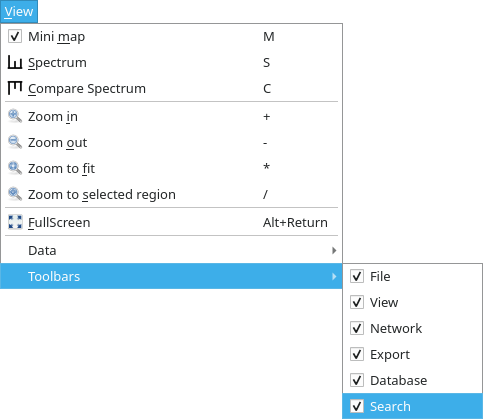 View
Mini map M
Spectrum S
Compare Spectrum C
Zoom in +
Zoom out -
Zoom to fit *
Zoom to selected region /
FullScreen Alt+Return
Data
Toolbars
File
View
Network
Export
Database
Search